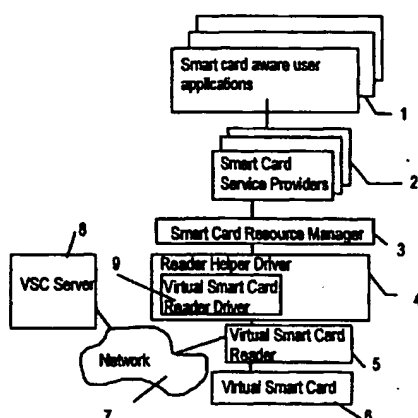 Smart card aware user
applications
1
Smart Card
Service Providers
2
Smart Card Resource Manager
3
8
VSC Server
Reader Helper Driver
9
Virtual Smart Card
Reader Driver
4
Network
7
Virtual Smart Card
Reader
5
Virtual Smart Card
6